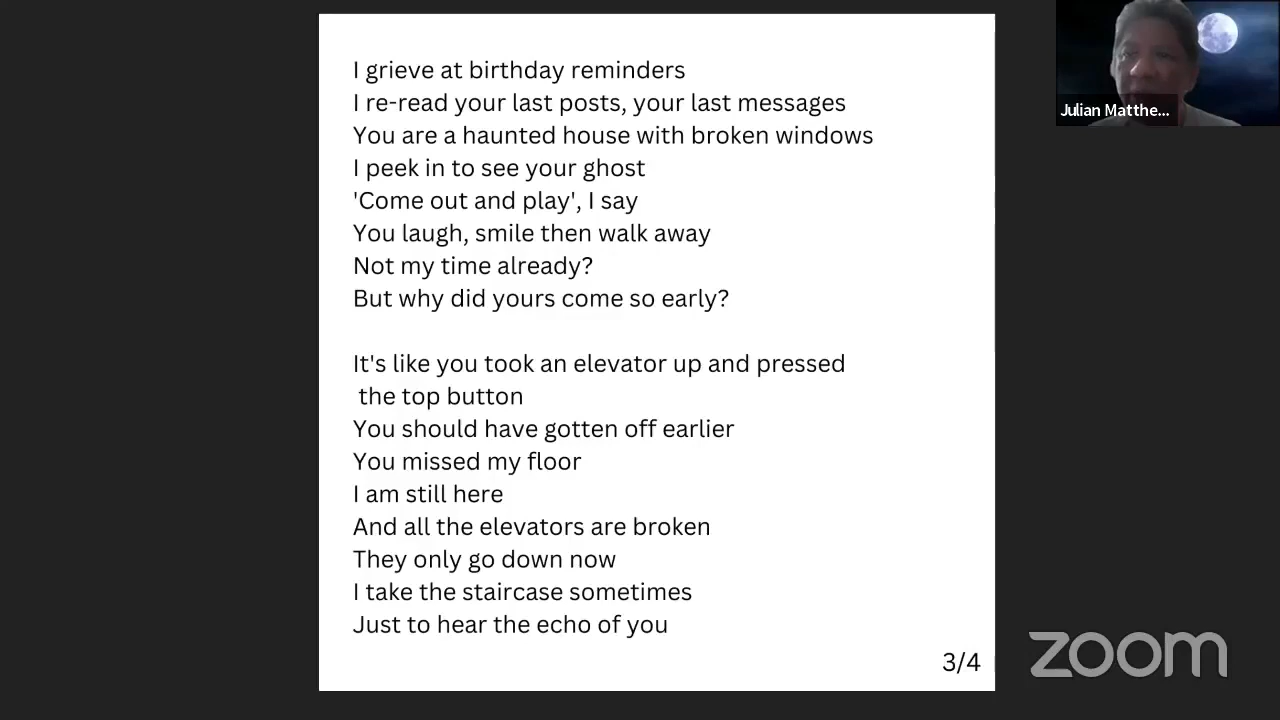 I grieve at birthday reminders
I re-read your last posts, your last messages
You are a haunted house with broken windows
I peek in to see your ghost
'Come out and play', I say
You laugh, smile then walk away
Not my time already?
But why did yours come so early?
It's like you took an elevator up and pressed
the top button
You should have gotten off earlier
You missed my floor
I am still here
And all the elevators are broken
They only go down now
I take the staircase sometimes
Just to hear the echo of you
3/4
Julian Matthe...
zoom